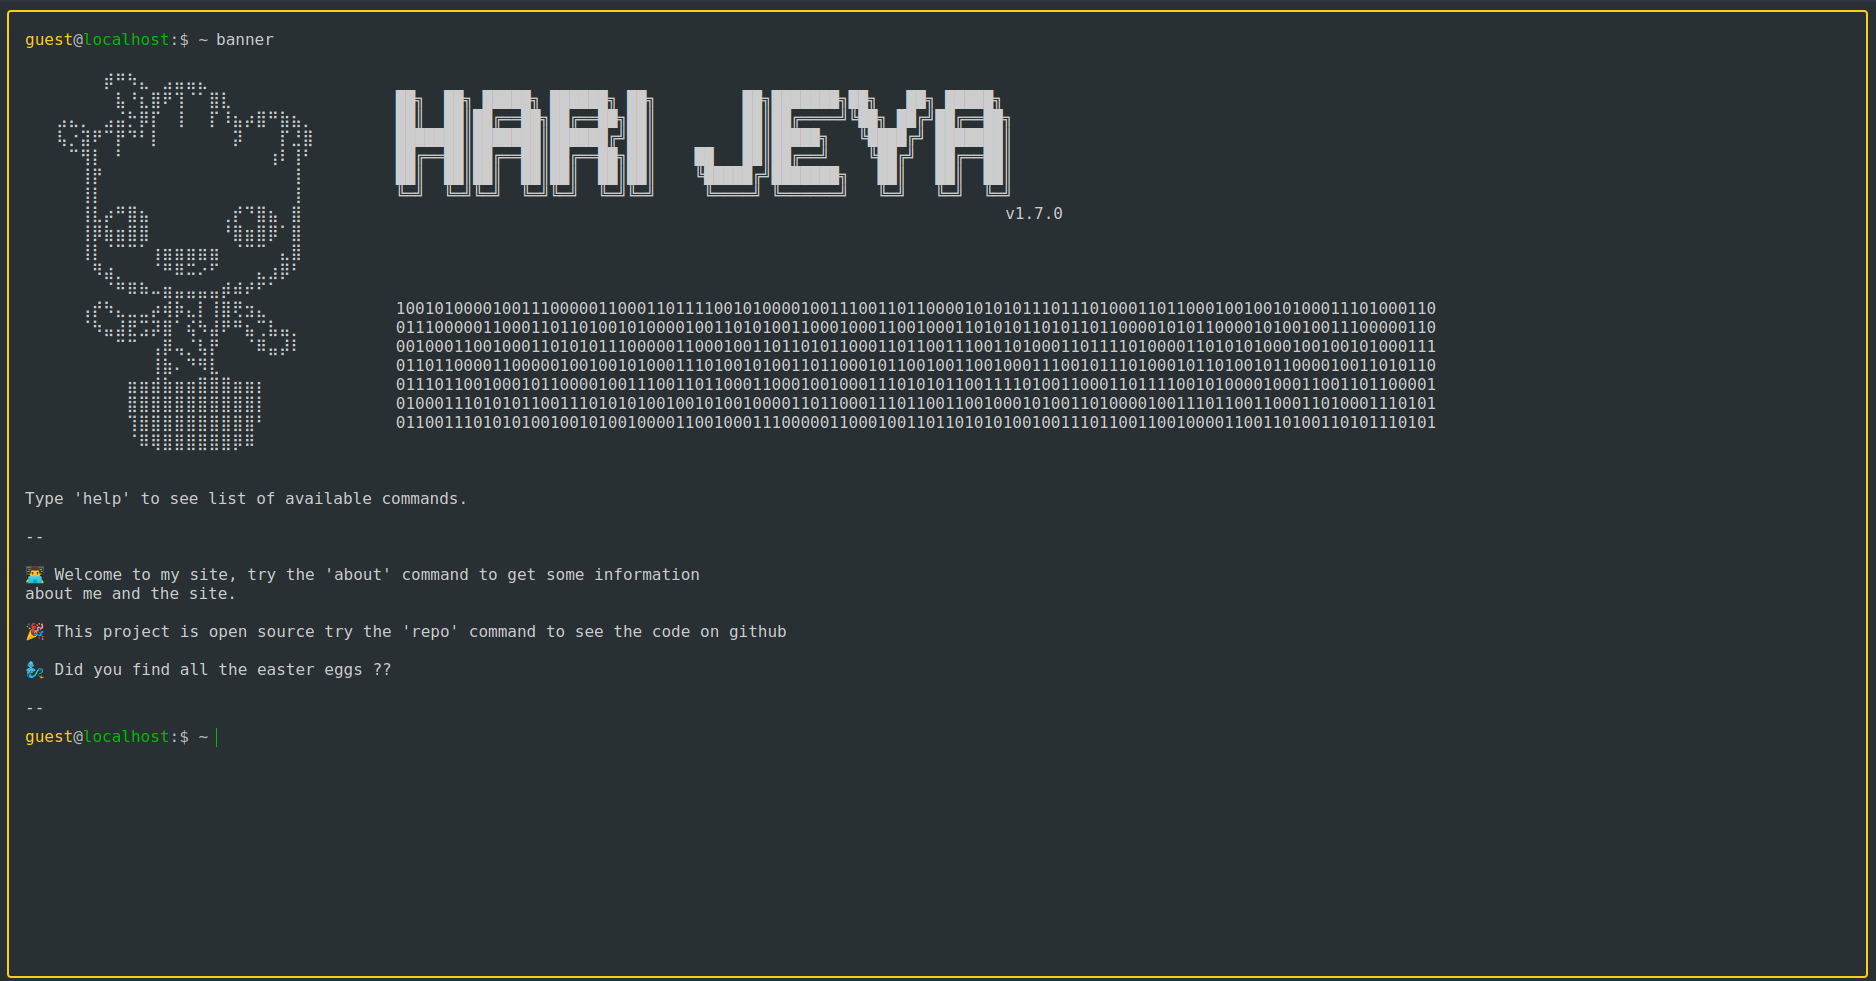 guest@localhost:$ ~ banner
HARI JEYA
v1.7.0
100101000010011100000110001101111001010000100111001101100001010101110111010001101100010010010100011101000110
011100000110001101101001010000100110101001100010001100100011010101101011011000010101100001010010011100000110
001000110010001101010111000001100010011011010110001101100111001101000110111101000011010101000100100101000111
011011000011000001001001010001110100101001101100010110010011001000111001011101000101101001011000010011010110
011101100100010110000100111001101100011000100100011101010110011110100110001101111001010000100011001101100001
010001110101011001110101010010010100100001101100011101100110010001010011010000100111011001100011010001110101
011001110101010010010100100001100100011100000110001001101101010100100111011001100100001100110100110101110101
Type 'help' to see list of available commands.
--
👨‍💻 Welcome to my site, try the 'about' command to get some information
about me and the site.
🎉 This project is open source try the 'repo' command to see the code on github
🧞‍♂️ Did you find all the easter eggs ??
--
guest@localhost:$ ~